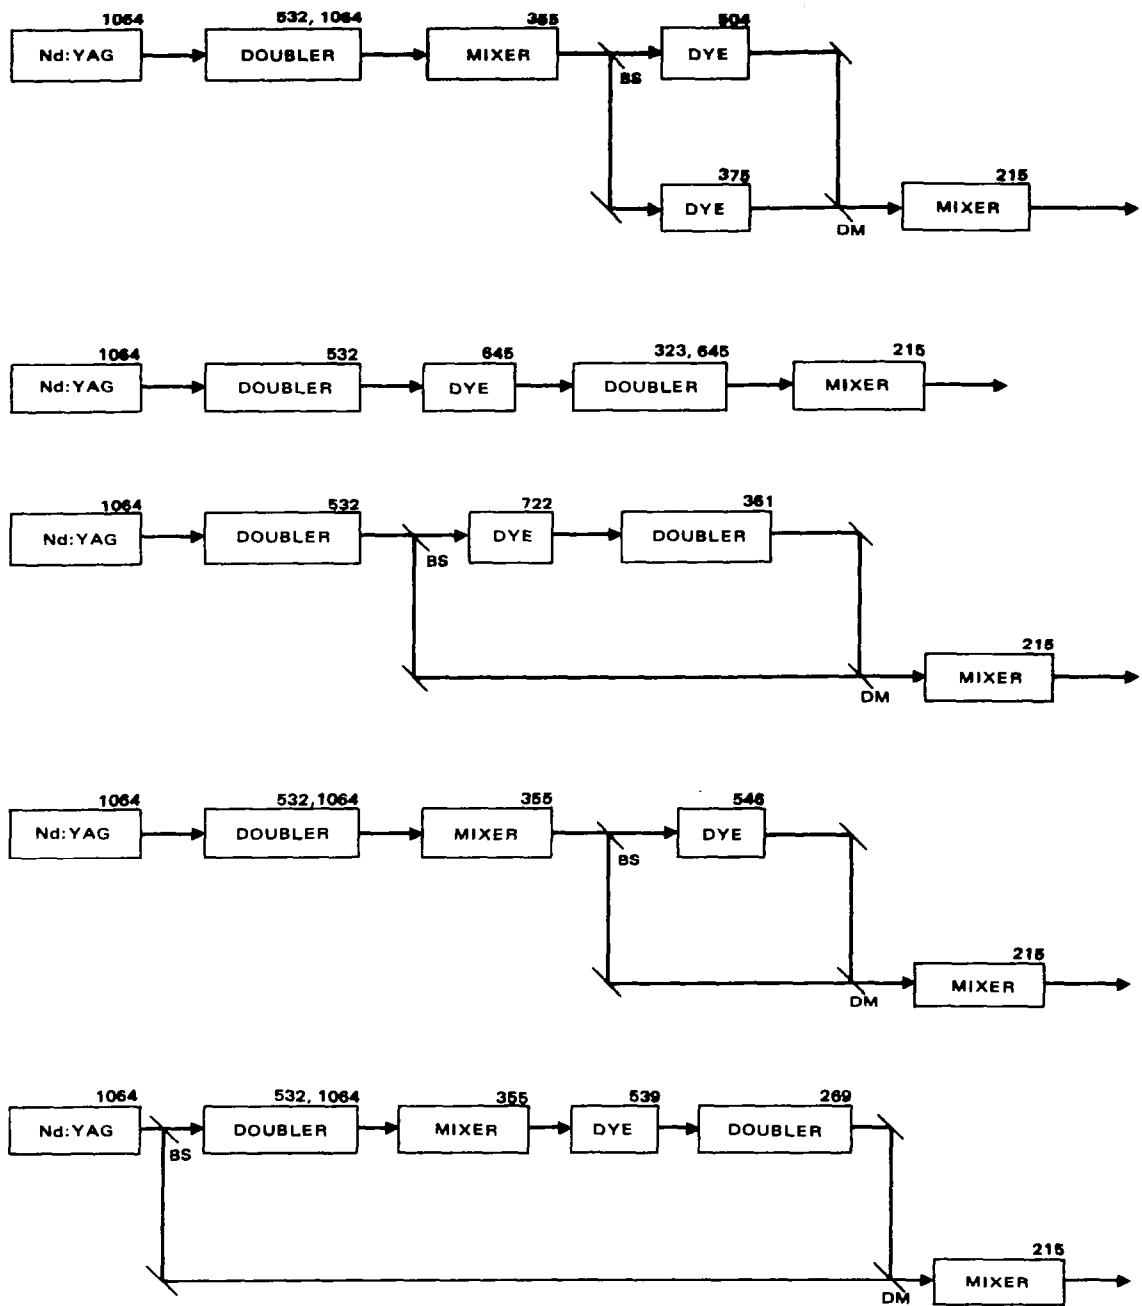 1064 532, 1064 355 504
Nd:YAG DOUBLER MIXER DYE
BS
375 215
DYE MIXER
DM
1064 532 645 323, 645 215
Nd:YAG DOUBLER DYE DOUBLER MIXER
1064 532 722 361
Nd:YAG DOUBLER DYE DOUBLER
BS
215
MIXER
DM
1064 532,1064 355 546
Nd:YAG DOUBLER MIXER DYE
BS
215
MIXER
DM
1064 532, 1064 355 539 269
Nd:YAG DOUBLER MIXER DYE DOUBLER
BS
215
MIXER
DM